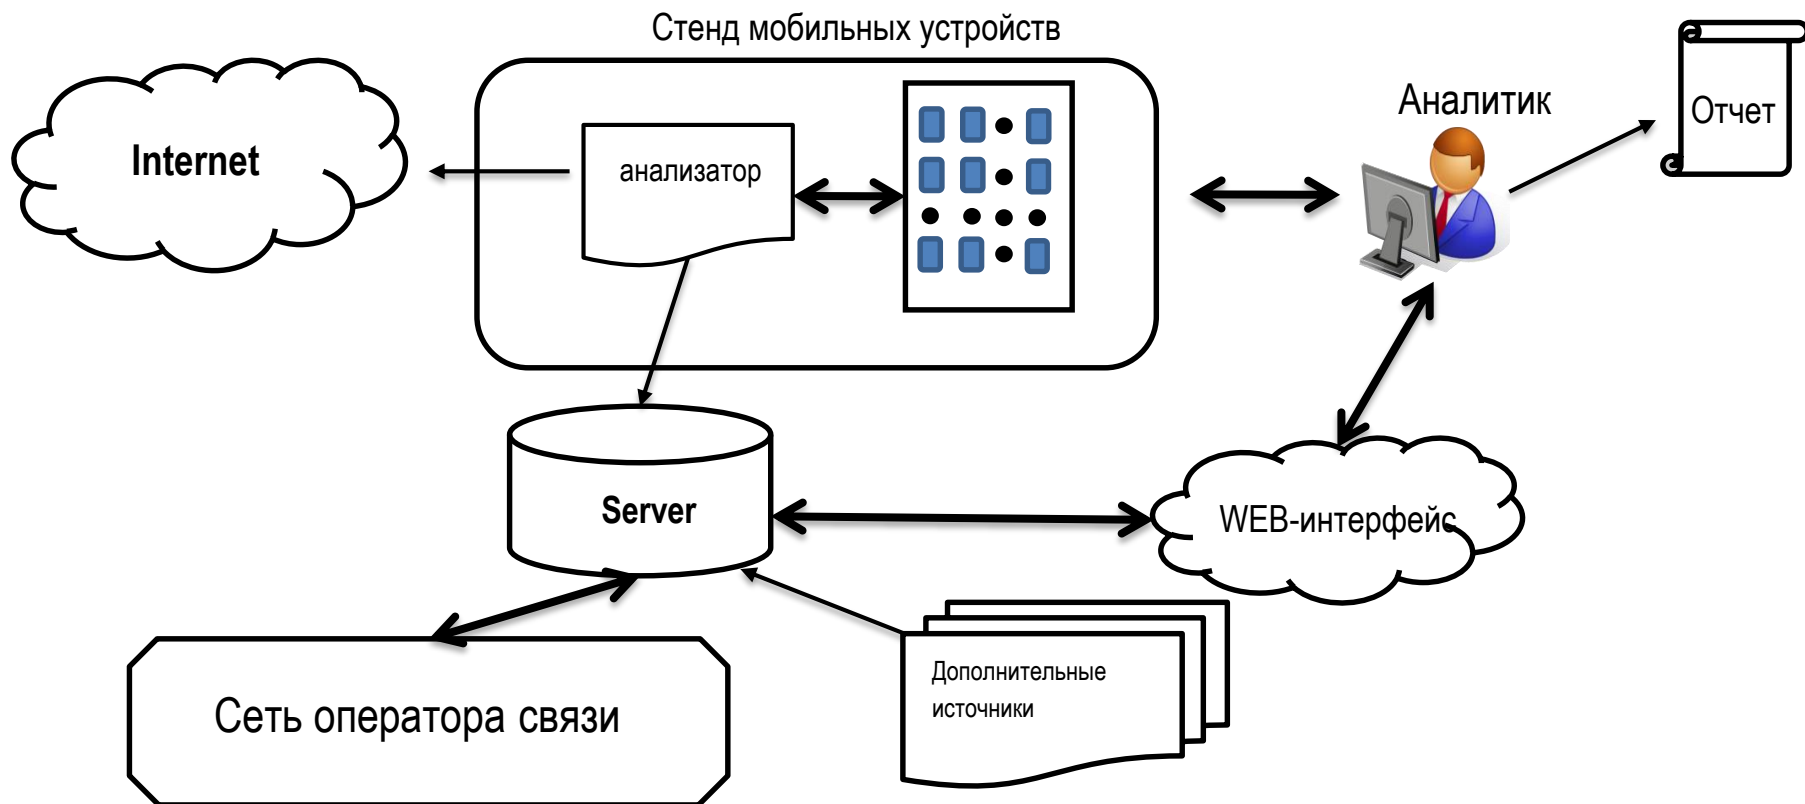 Стенд мобильных устройств
Internet
анализатор
Аналитик
Отчет
Server
WEB-интерфейс
Сеть оператора связи
Дополнительные
источники